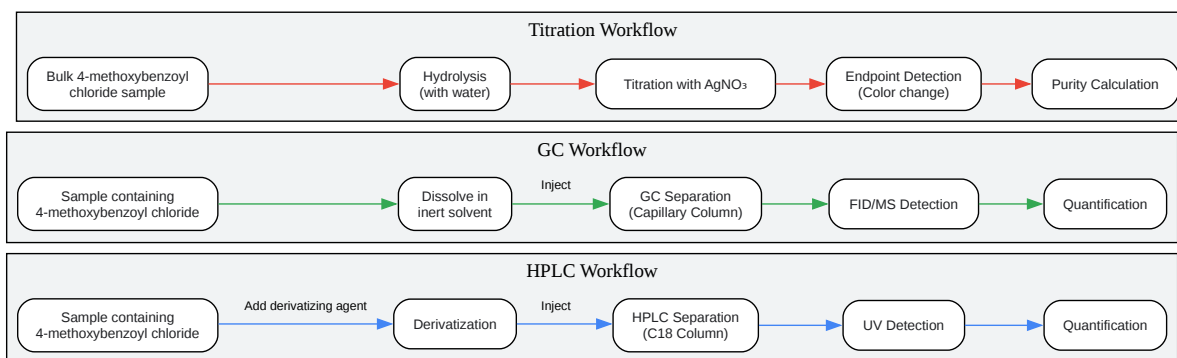 Titration Workflow
Bulk 4-methoxybenzoyl
chloride sample
Hydrolysis
(with water)
Titration with AgNO₃
Endpoint Detection
(Color change)
Purity Calculation
GC Workflow
Sample containing
4-methoxybenzoyl chloride
Dissolve in
inert solvent
Inject
GC Separation
(Capillary Column)
FID/MS Detection
Quantification
HPLC Workflow
Sample containing
4-methoxybenzoyl chloride
Add derivatizing agent
Derivatization
Inject
HPLC Separation
(C18 Column)
UV Detection
Quantification